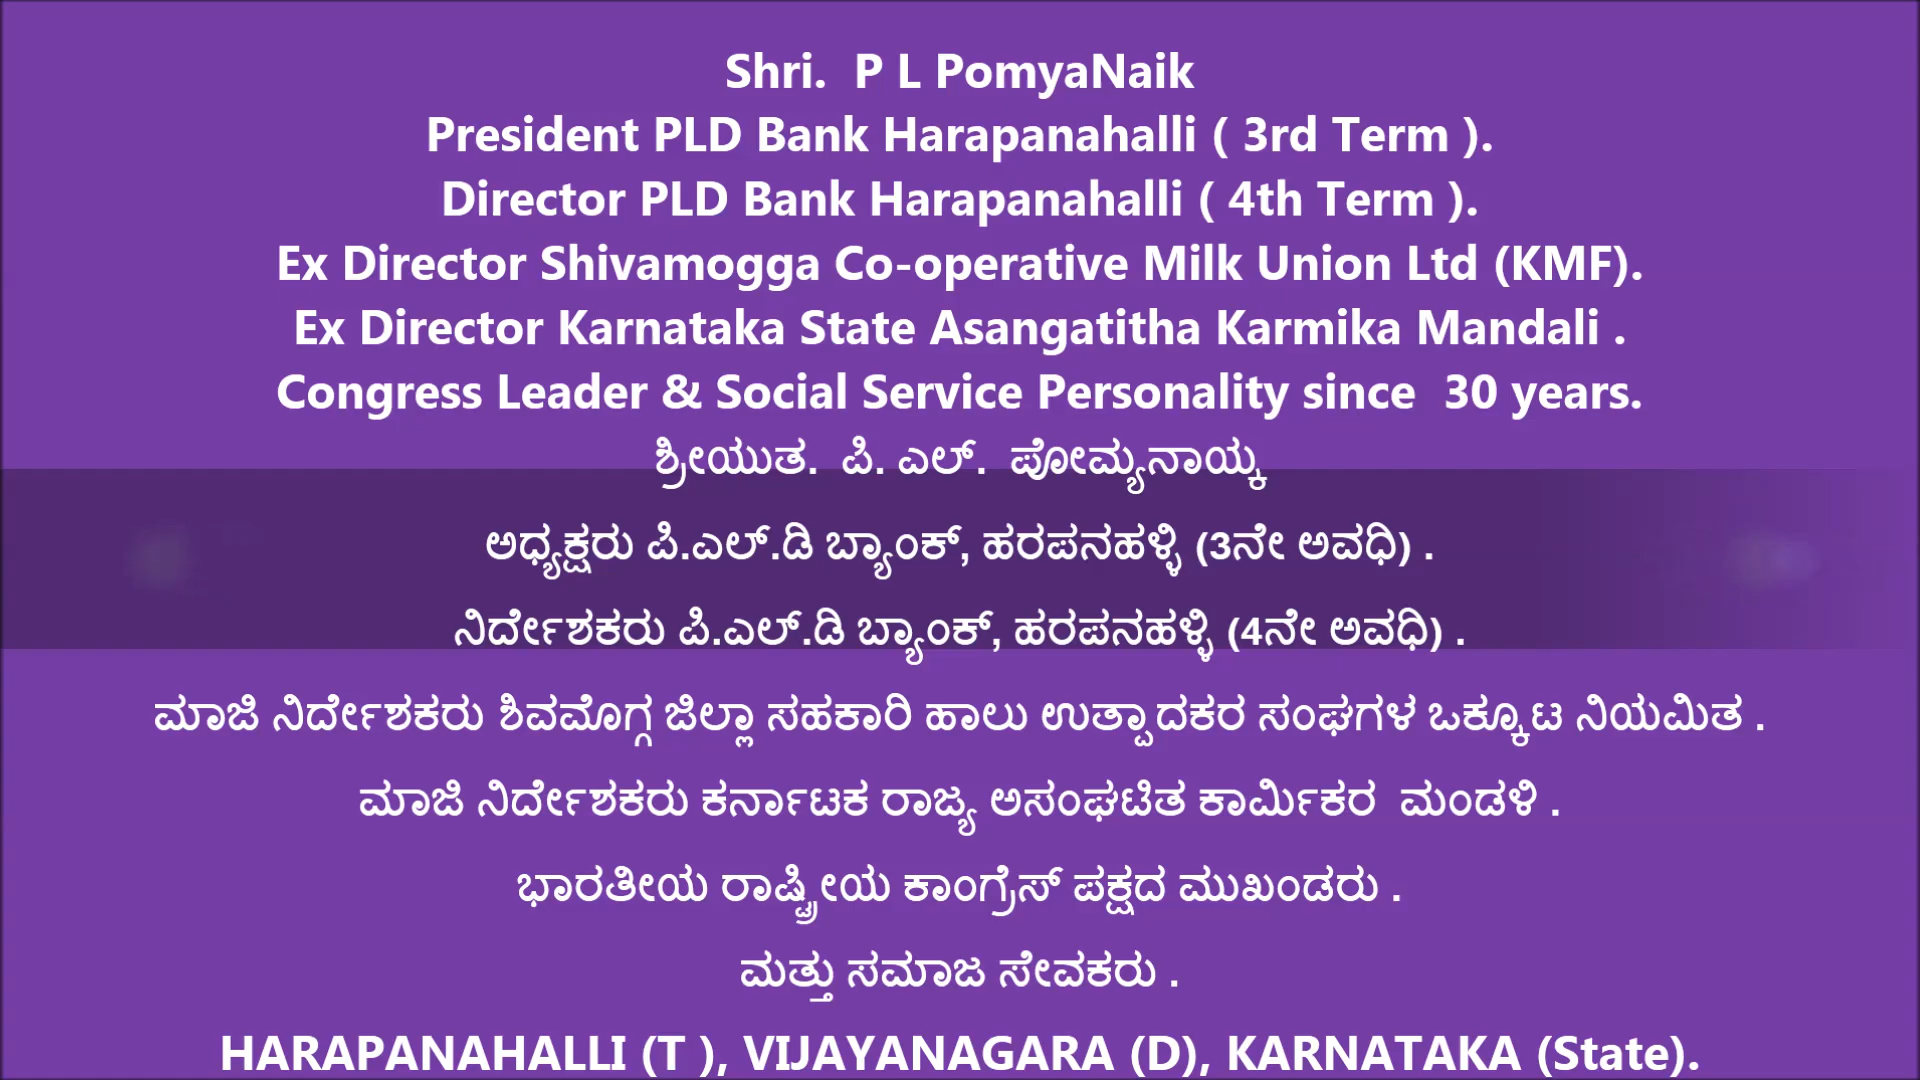 Shri.  P L PomyaNaik
President PLD Bank Harapanahalli ( 3rd Term ).
Director PLD Bank Harapanahalli ( 4th Term ).
Ex Director Shivamogga Co-operative Milk Union Ltd (KMF).
Ex Director Karnataka State Asangatitha Karmika Mandali .
Congress Leader & Social Service Personality since  30 years.
ಶ್ರೀಯುತ.  ಪಿ. ಎಲ್.  ಪೋಮ್ಯನಾಯ್ಕ
ಅಧ್ಯಕ್ಷರು ಪಿ.ಎಲ್.ಡಿ ಬ್ಯಾಂಕ್, ಹರಪನಹಳ್ಳಿ (3ನೇ ಅವಧಿ) .
ನಿರ್ದೇಶಕರು ಪಿ.ಎಲ್.ಡಿ ಬ್ಯಾಂಕ್, ಹರಪನಹಳ್ಳಿ (4ನೇ ಅವಧಿ) .
ಮಾಜಿ ನಿರ್ದೇಶಕರು ಶಿವಮೊಗ್ಗ ಜಿಲ್ಲಾ ಸಹಕಾರಿ ಹಾಲು ಉತ್ಪಾದಕರ ಸಂಘಗಳ ಒಕ್ಕೂಟ ನಿಯಮಿತ .
ಮಾಜಿ ನಿರ್ದೇಶಕರು ಕರ್ನಾಟಕ ರಾಜ್ಯ ಅಸಂಘಟಿತ ಕಾರ್ಮಿಕರ  ಮಂಡಳಿ .
ಭಾರತೀಯ ರಾಷ್ಟ್ರೀಯ ಕಾಂಗ್ರೆಸ್ ಪಕ್ಷದ ಮುಖಂಡರು .
ಮತ್ತು ಸಮಾಜ ಸೇವಕರು .
HARAPANAHALLI (T ), VIJAYANAGARA (D), KARNATAKA (State).